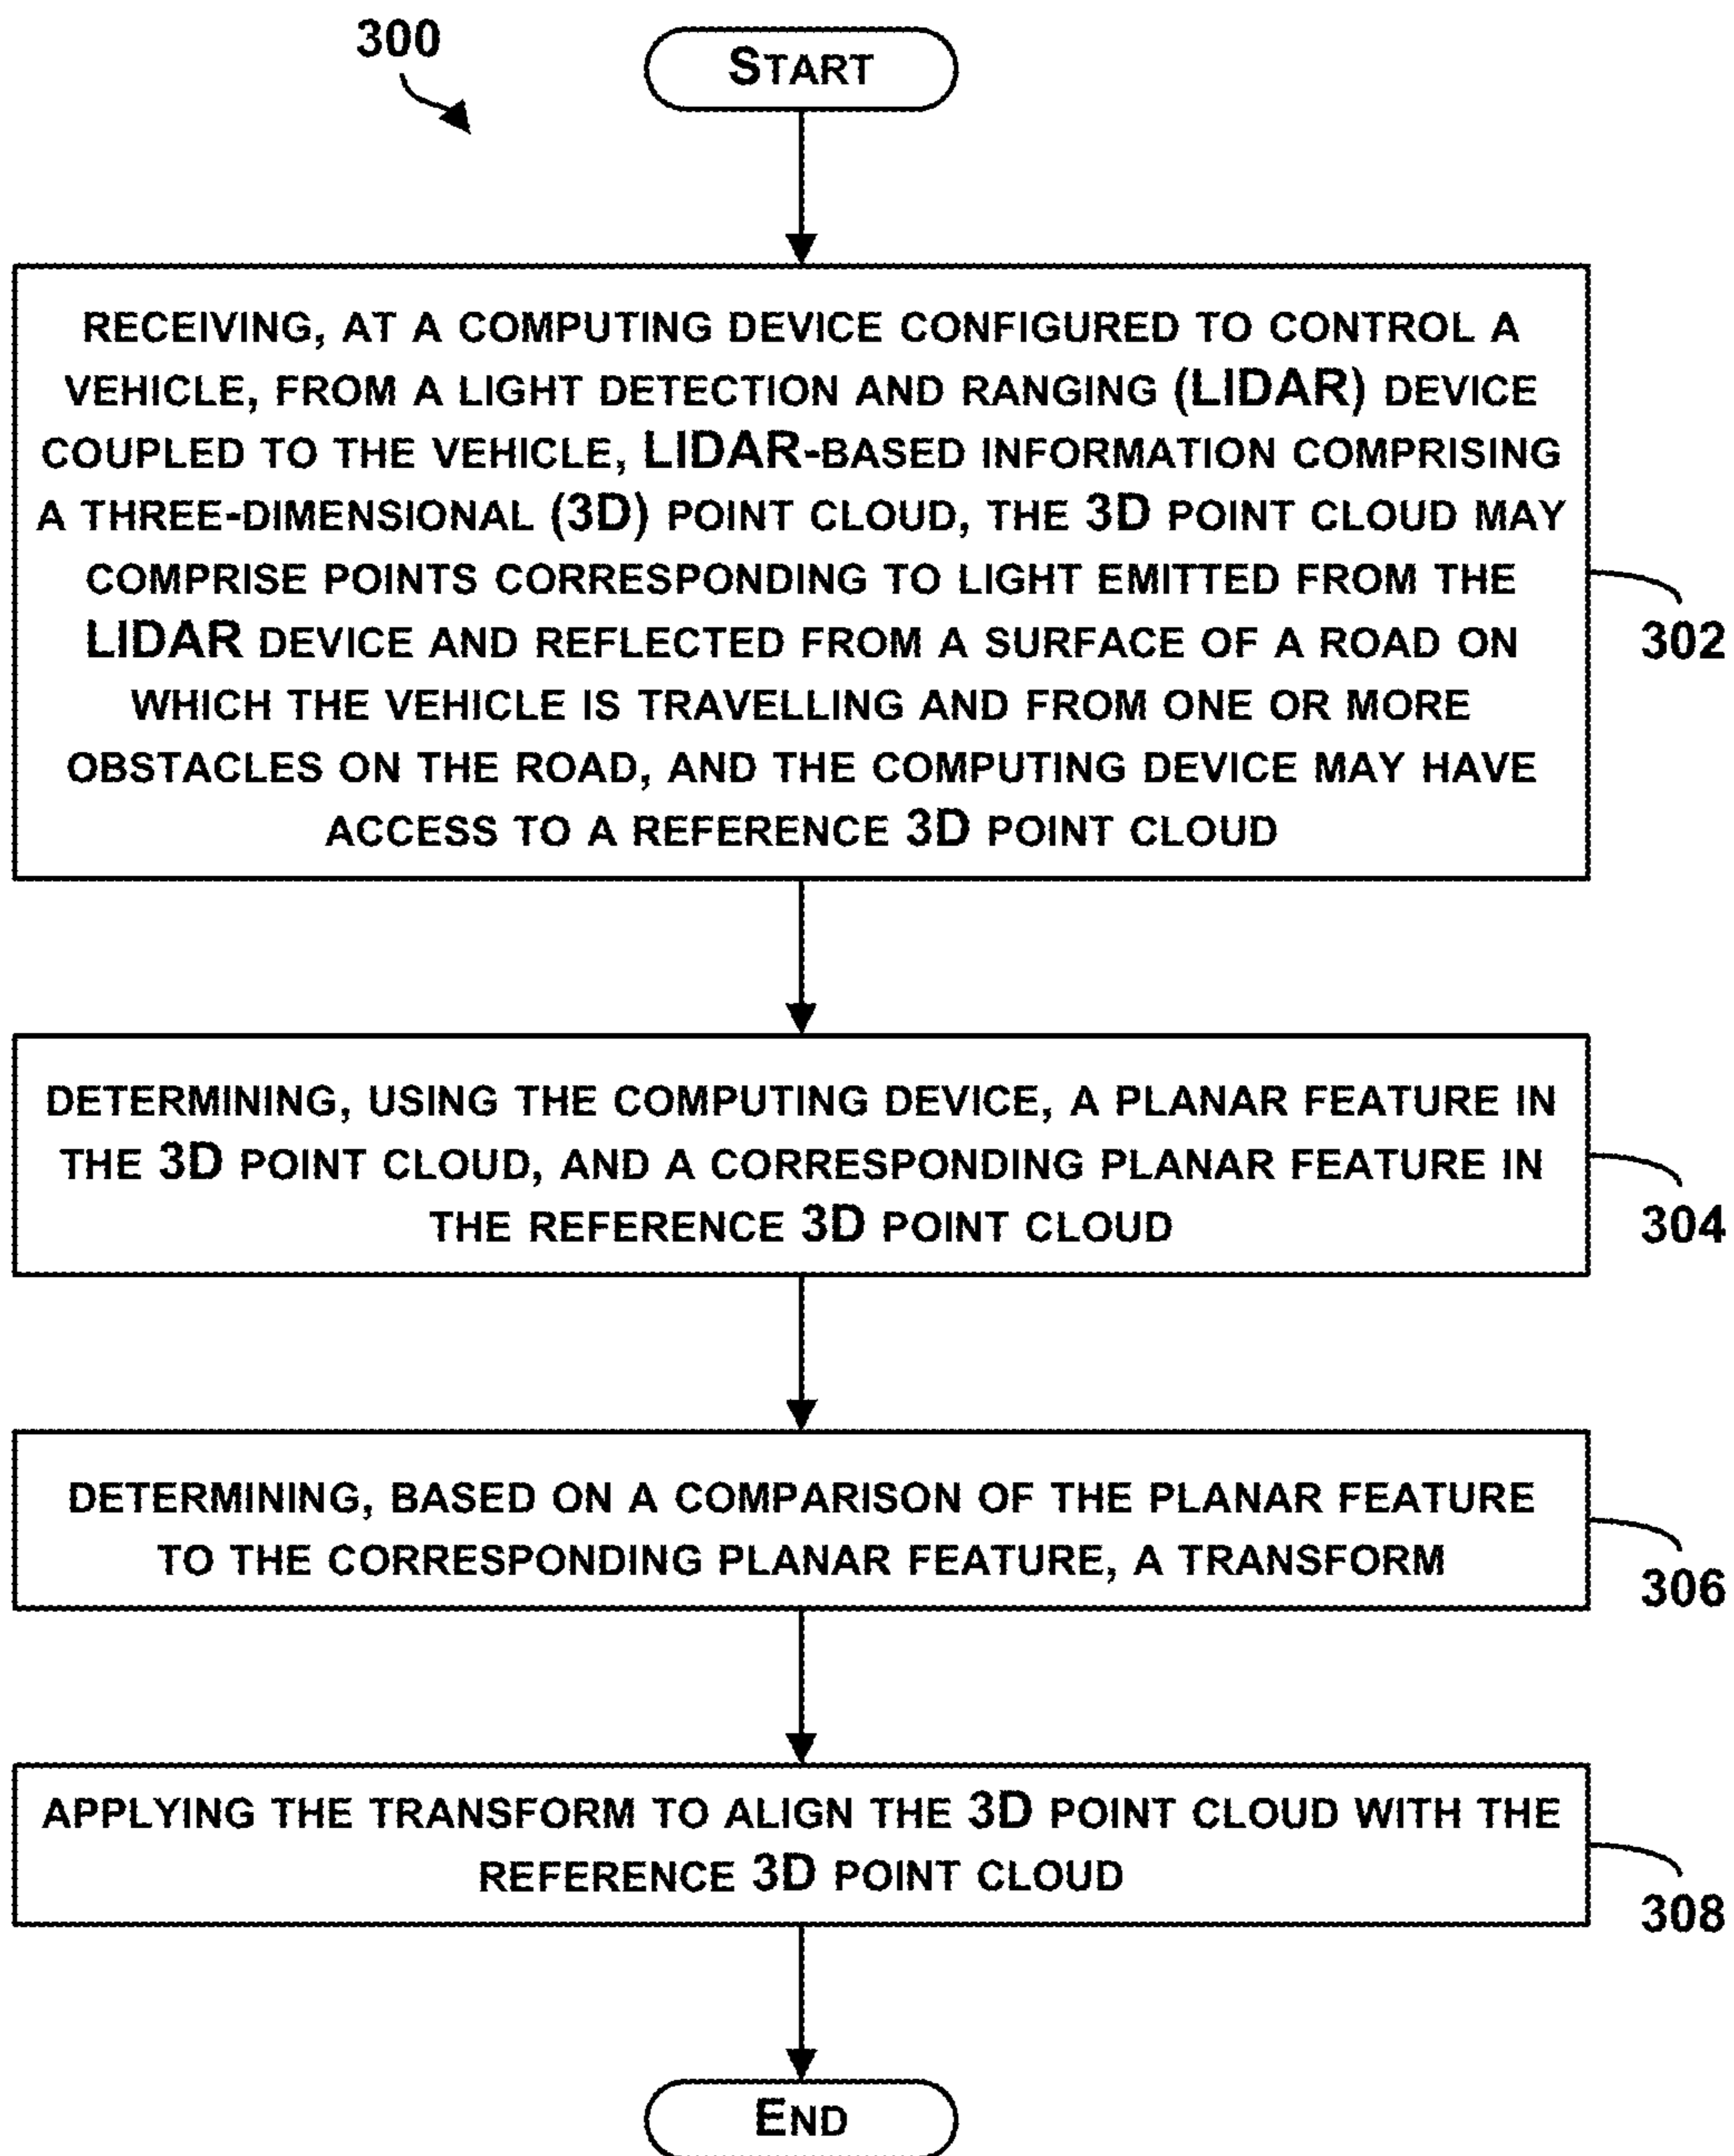 300
START
RECEIVING, AT A COMPUTING DEVICE CONFIGURED TO CONTROL A
VEHICLE, FROM A LIGHT DETECTION AND RANGING (LIDAR) DEVICE
COUPLED TO THE VEHICLE, LIDAR-BASED INFORMATION COMPRISING
A THREE-DIMENSIONAL (3D) POINT CLOUD, THE 3D POINT CLOUD MAY
COMPRISE POINTS CORRESPONDING TO LIGHT EMITTED FROM THE
LIDAR DEVICE AND REFLECTED FROM A SURFACE OF A ROAD ON
WHICH THE VEHICLE IS TRAVELLING AND FROM ONE OR MORE
OBSTACLES ON THE ROAD, AND THE COMPUTING DEVICE MAY HAVE
ACCESS TO A REFERENCE 3D POINT CLOUD
302
DETERMINING, USING THE COMPUTING DEVICE, A PLANAR FEATURE IN
THE 3D POINT CLOUD, AND A CORRESPONDING PLANAR FEATURE IN
THE REFERENCE 3D POINT CLOUD
304
DETERMINING, BASED ON A COMPARISON OF THE PLANAR FEATURE
TO THE CORRESPONDING PLANAR FEATURE, A TRANSFORM
306
APPLYING THE TRANSFORM TO ALIGN THE 3D POINT CLOUD WITH THE
REFERENCE 3D POINT CLOUD
308
END